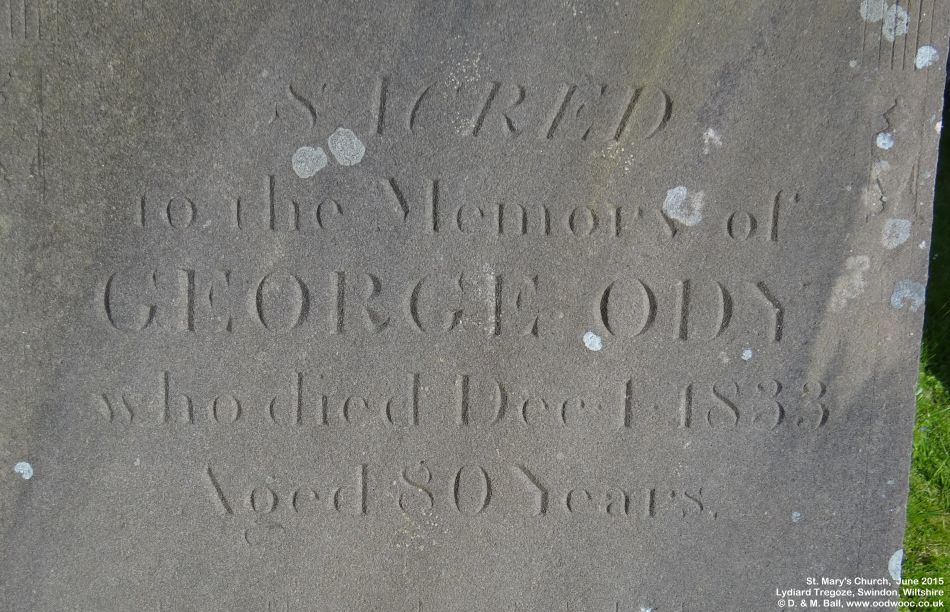 SACRED
to the Memory of
GEORGE ODY
who died Dec. 1. 1833
Aged 80 Years.
St. Mary's Church, June 2015
Lydiard Tregoze, Swindon, Wiltshire
© D. & M. Ball, www.oodwooc.co.uk